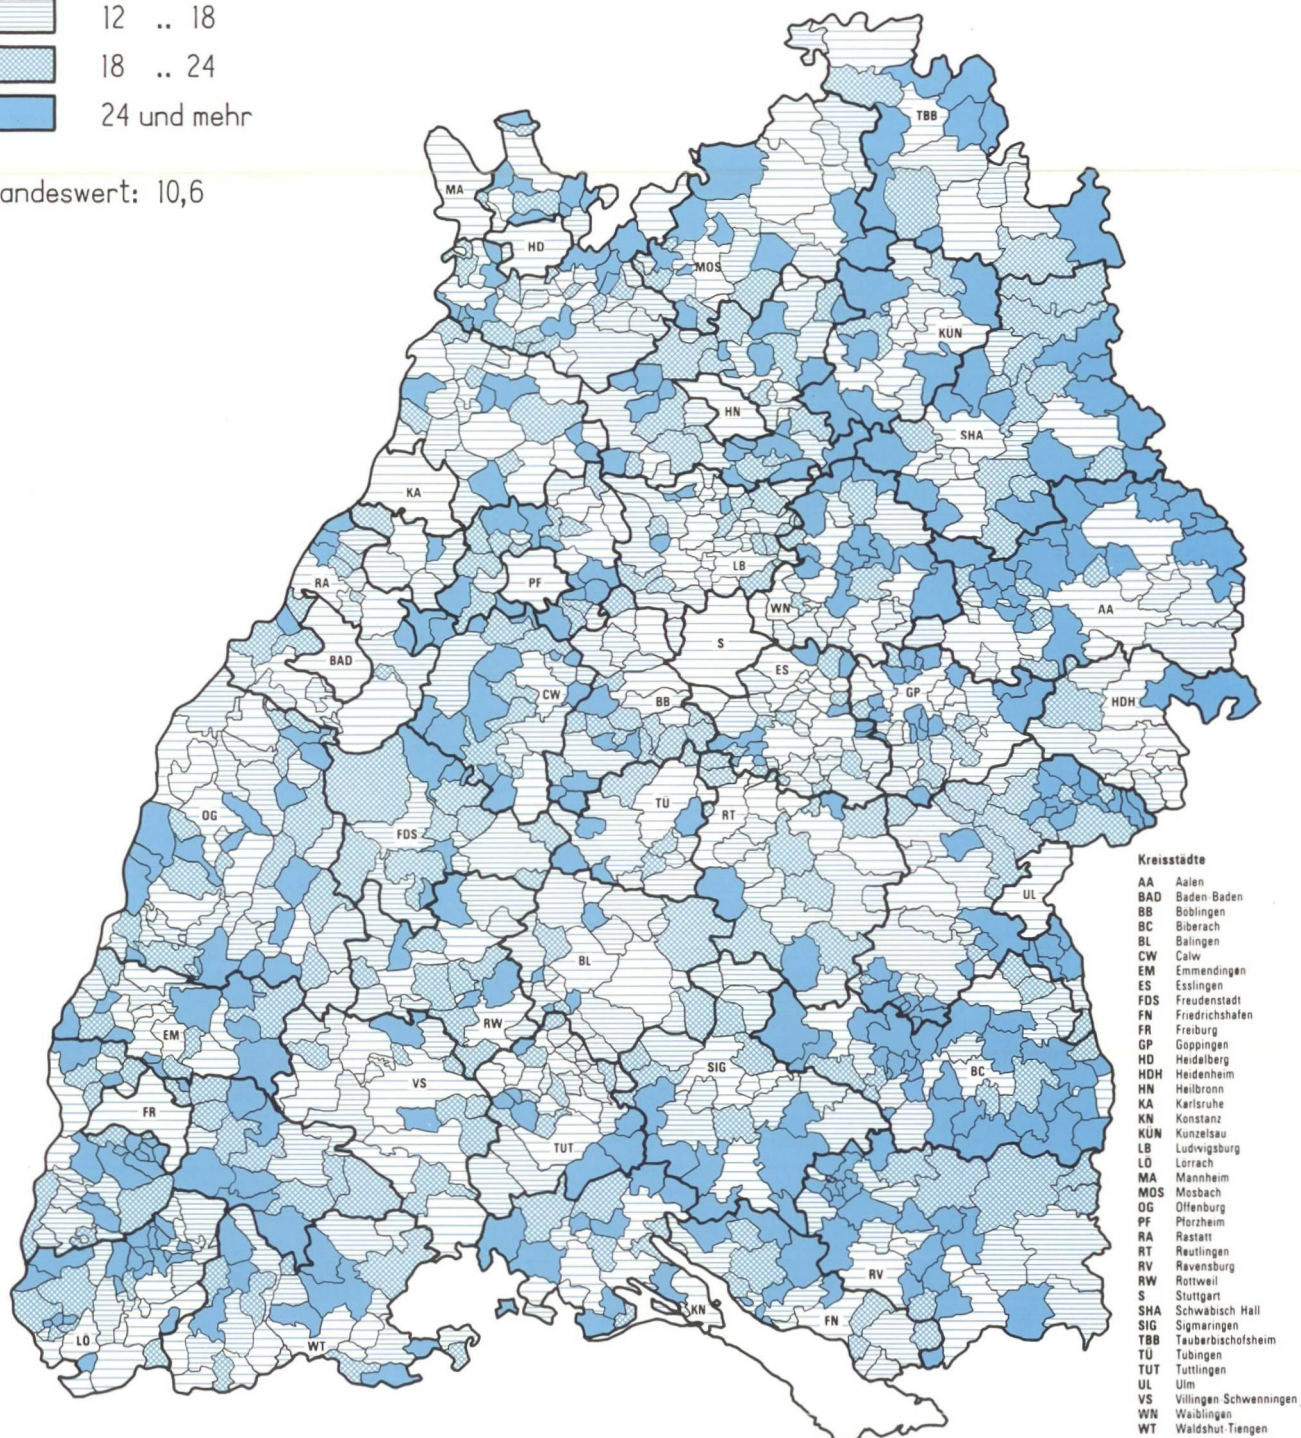 12 .. 18
18 .. 24
24 und mehr
andeswert: 10,6
TBB
MA
HD
MOS
KÜN
HN
SHA
KA
LB
PF
RA
WN
AA
S
BAD
ES
CW
BB
GP
HDH
TÜ
RT
OG
FDS
UL
BL
RW
EM
SIG
BC
VS
FR
TUT
RV
KN
FN
LÖ
WT
Kreisstädte
AA Aalen
BAD Baden-Baden
BB Böblingen
BC Biberach
BL Balingen
CW Calw
EM Emmendingen
ES Esslingen
FDS Freudenstadt
FN Friedrichshafen
FR Freiburg
GP Göppingen
HD Heidelberg
HDH Heidenheim
HN Heilbronn
KA Karlsruhe
KN Konstanz
KÜN Künzelsau
LB Ludwigsburg
LÖ Lörrach
MA Mannheim
MOS Mosbach
OG Offenburg
PF Pforzheim
RA Rastatt
RT Reutlingen
RV Ravensburg
RW Rottweil
S Stuttgart
SHA Schwäbisch Hall
SIG Sigmaringen
TBB Tauberbischofsheim
TÜ Tübingen
TUT Tuttlingen
UL Ulm
VS Villingen-Schwenningen
WN Waiblingen
WT Waldshut-Tiengen